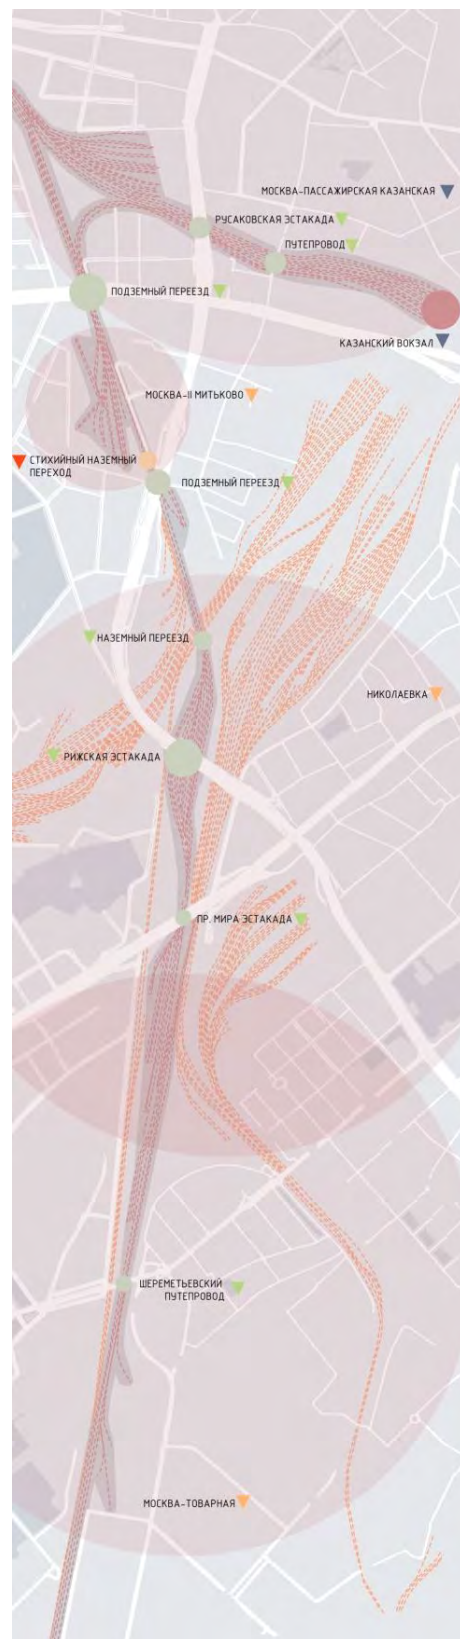 МОСКВА-ПАССАЖИРСКАЯ КАЗАНСКАЯ
РУСАКОВСКАЯ ЭСТАКАДА
ПУТЕПРОВОД
ПОДЗЕМНЫЙ ПЕРЕЕЗД
КАЗАНСКИЙ ВОКЗАЛ
МОСКВА-II МИТЬКОВО
СТИХИЙНЫЙ НАЗЕМНЫЙ
ПЕРЕХОД
ПОДЗЕМНЫЙ ПЕРЕЕЗД
НАЗЕМНЫЙ ПЕРЕЕЗД
НИКОЛАЕВКА
РИЖСКАЯ ЭСТАКАДА
ПР. МИРА ЭСТАКАДА
ШЕРЕМЕТЬЕВСКИЙ
ПУТЕПРОВОД
МОСКВА-ТОВАРНАЯ